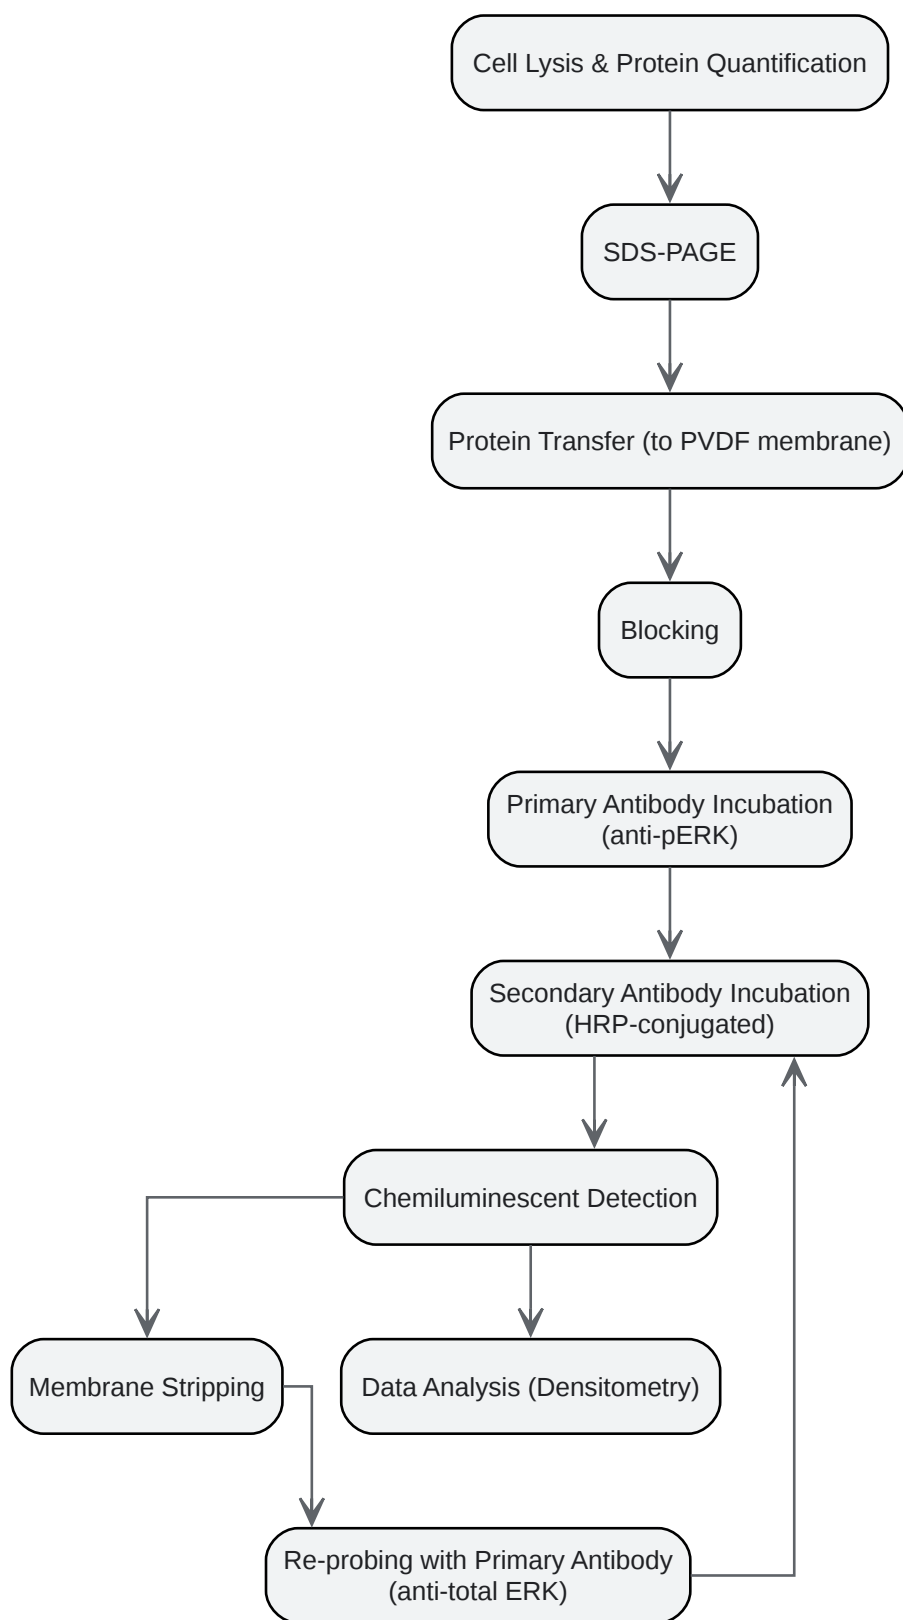 Cell Lysis & Protein Quantification
SDS-PAGE
Protein Transfer (to PVDF membrane)
Blocking
Primary Antibody Incubation
(anti-pERK)
Secondary Antibody Incubation
(HRP-conjugated)
Chemiluminescent Detection
Membrane Stripping
Data Analysis (Densitometry)
Re-probing with Primary Antibody
(anti-total ERK)